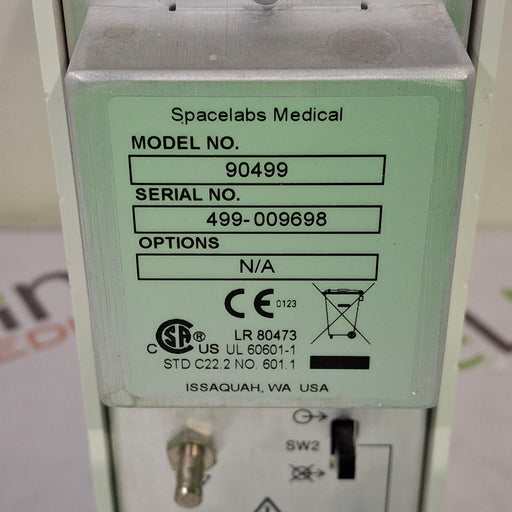 Spacelabs Medical
MODEL NO.
90499
SERIAL NO.
499-009698
OPTIONS
N/A
CE 0123
CSA ® LR 80473
C US UL 60601-1
STD C22.2 NO. 601.1
ISSAQUAH, WA USA
SW2